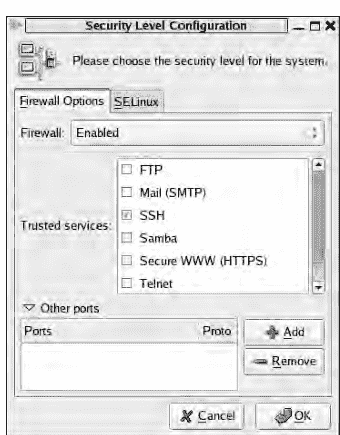 Security Level Configuration
Please choose the security level for the system.
Firewall Options SELinux
Firewall: Enabled
Trusted services:
FTP
Mail (SMTP)
SSH
Samba
Secure WWW (HTTPS)
Telnet
Other ports
Ports Proto
Add
Remove
Cancel OK